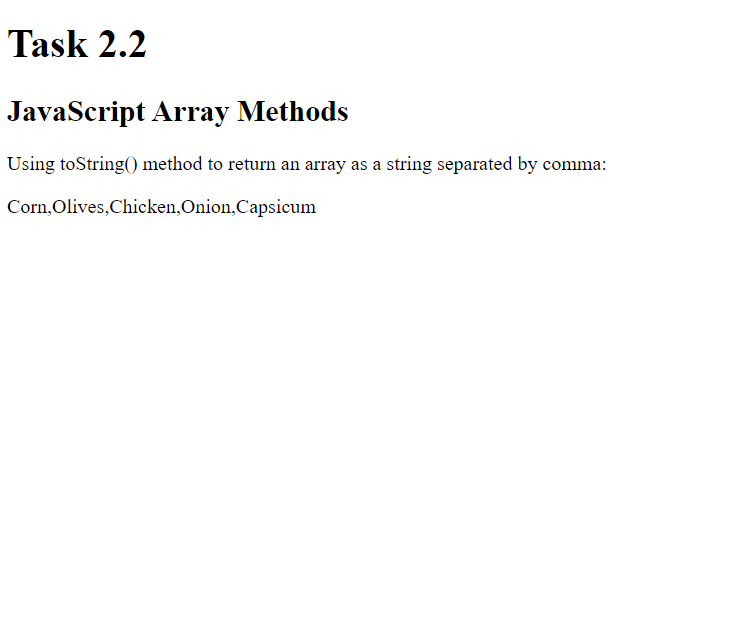 Task 2.2
JavaScript Array Methods
Using toString() method to return an array as a string separated by comma:
Corn,Olives,Chicken,Onion,Capsicum